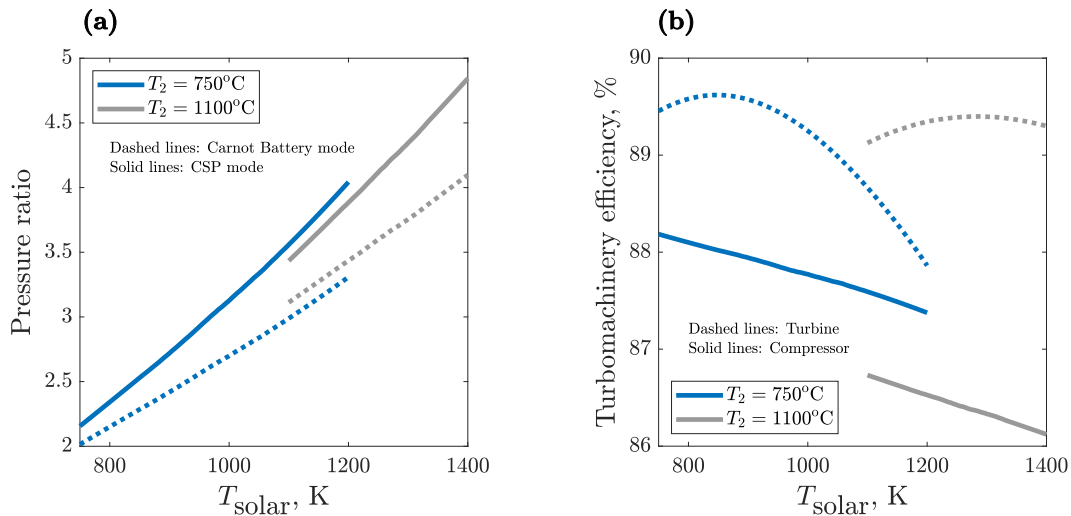 (a)
Pressure ratio
5
4.5
4
3.5
3
2.5
2
T₂ = 750°C
T₂ = 1100°C
Dashed lines: Carnot Battery mode
Solid lines: CSP mode
800 1000 1200 1400
T_solar, K
(b)
Turbomachinery efficiency, %
90
89
88
87
86
Dashed lines: Turbine
Solid lines: Compressor
T₂ = 750°C
T₂ = 1100°C
800 1000 1200 1400
T_solar, K